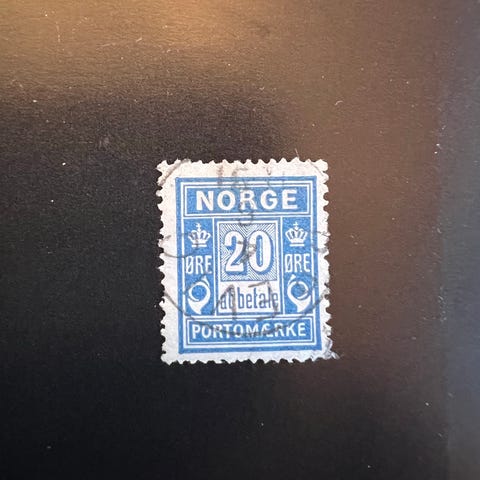 NORGE
ØRE 20 ØRE
at betale
PORTOMÆRKE